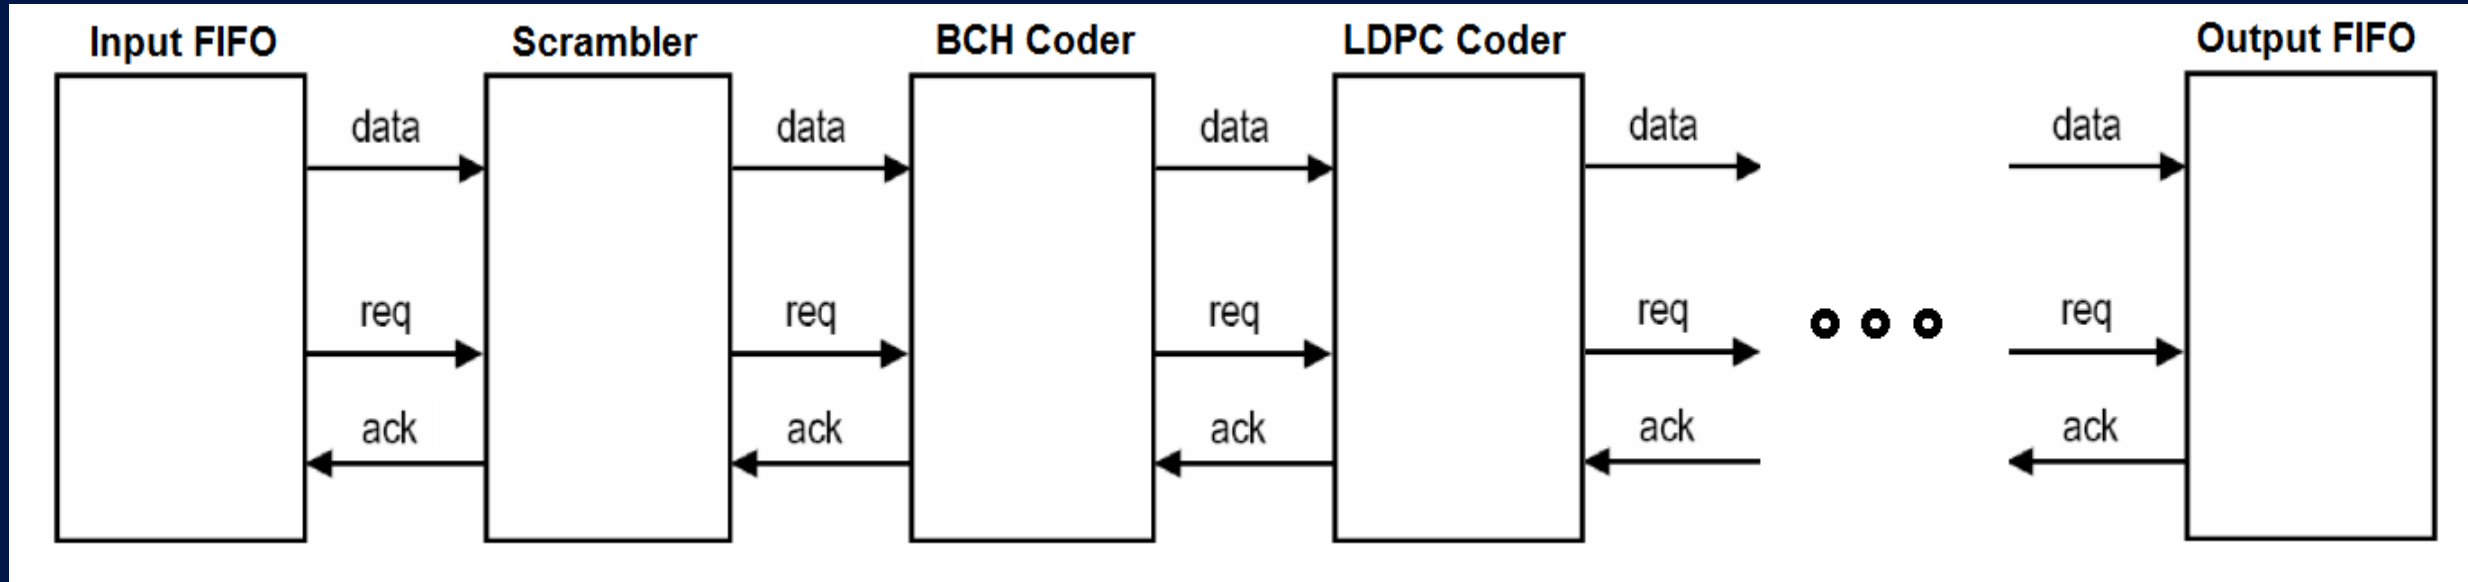 Input FIFO
Scrambler
BCH Coder
LDPC Coder
Output FIFO
data
data
data
data
data
req
req
req
req
req
ack
ack
ack
ack
ack